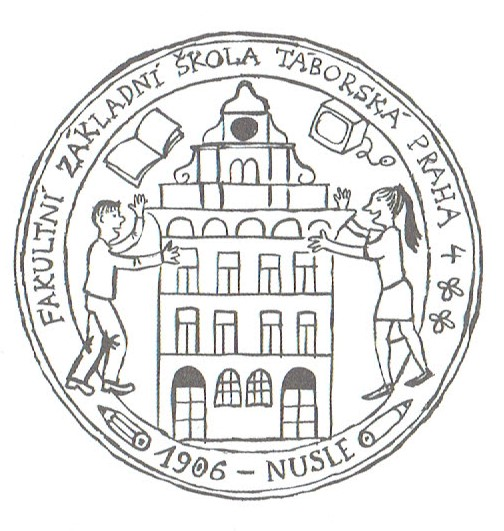 FAKULTNÍ ZÁKLADNÍ ŠKOLA TÁBORSKÁ PRAHA 4
1906 – NUSLE